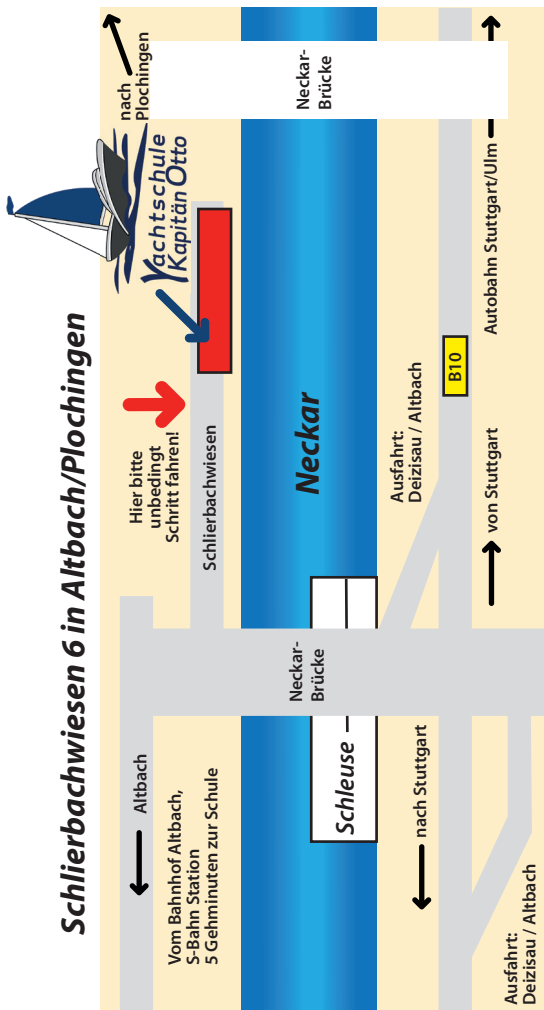 Schlierbachwiesen 6 in Altbach/Plochingen
nach
Plochingen
Yachtschule
Kapitän Otto
Hier bitte
unbedingt
Schritt fahren!
Altbach
Vom Bahnhof Altbach,
S-Bahn Station
5 Gehminuten zur Schule
Schlierbachwiesen
Neckar-
Brücke
Neckar-
Brücke
Neckar
Schleuse
Ausfahrt:
Deizisau / Altbach
nach Stuttgart
B10
von Stuttgart
Autobahn Stuttgart/Ulm
Ausfahrt:
Deizisau / Altbach